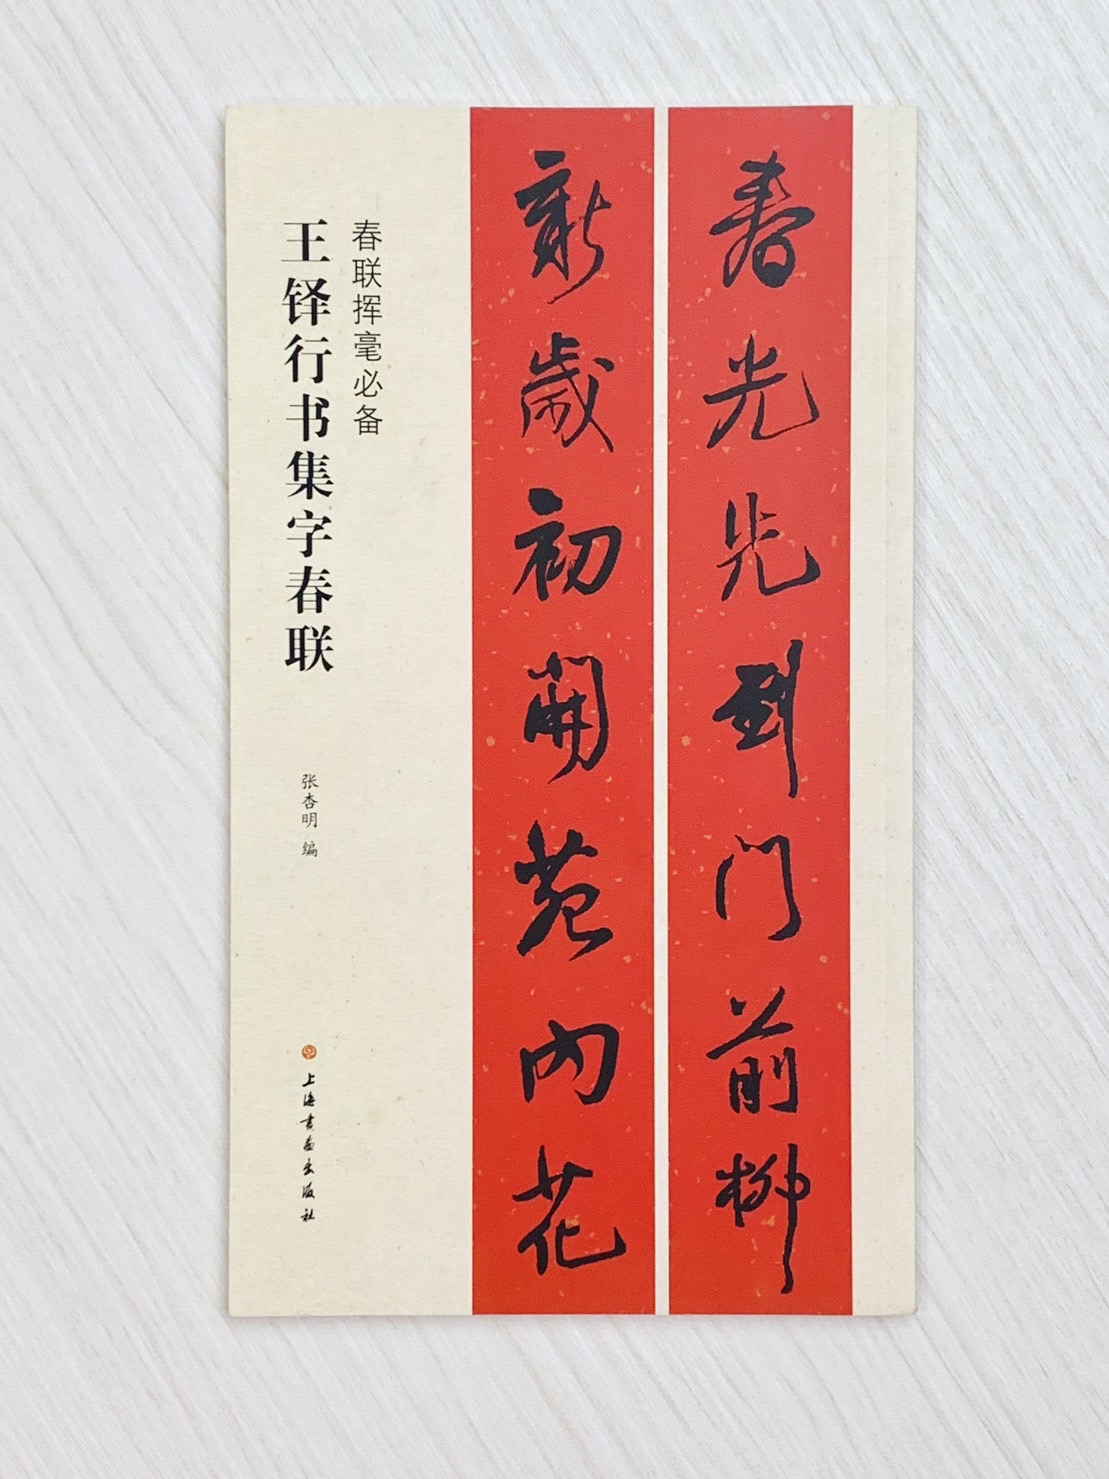 春光先到门前柳
新歲初開苑内花
春联挥毫必备
王铎行书集字春联
张杏明 编
上海书画出版社